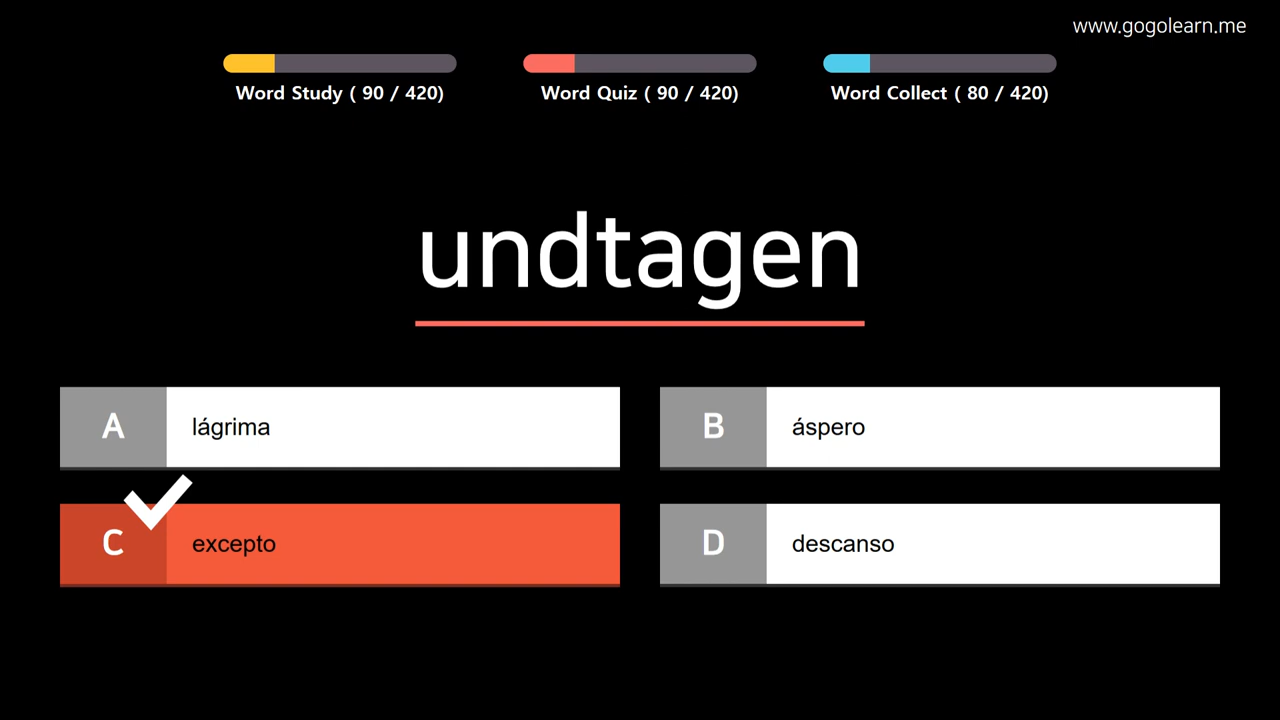 www.gogolearn.me
Word Study ( 90 / 420)
Word Quiz ( 90 / 420)
Word Collect ( 80 / 420)
undtagen
A lágrima
B áspero
C excepto
D descanso